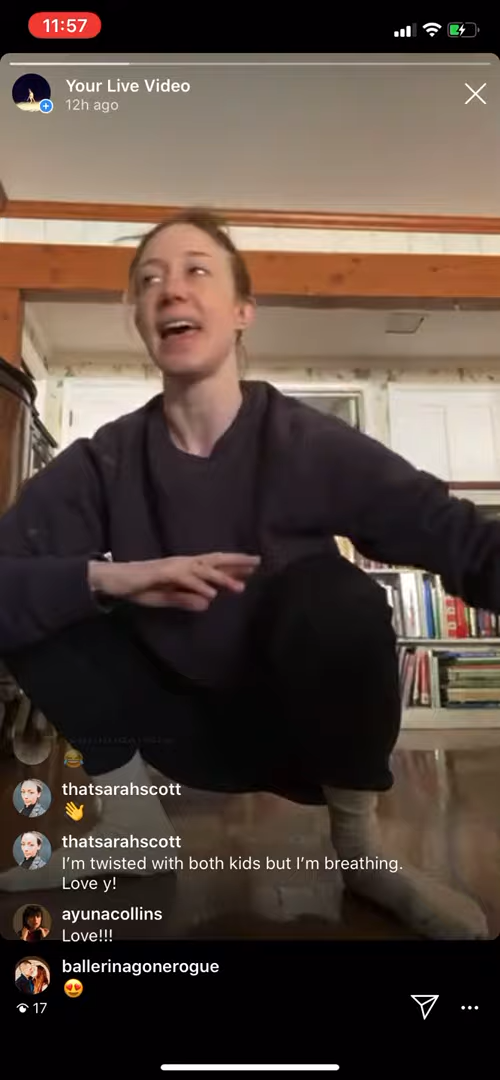 11:57
Your Live Video
12h ago
😂
thatsarahscott
👋
thatsarahscott
I'm twisted with both kids but I'm breathing.
Love y!
ayunacollins
Love!!!
ballerinagonerogue
😍
17